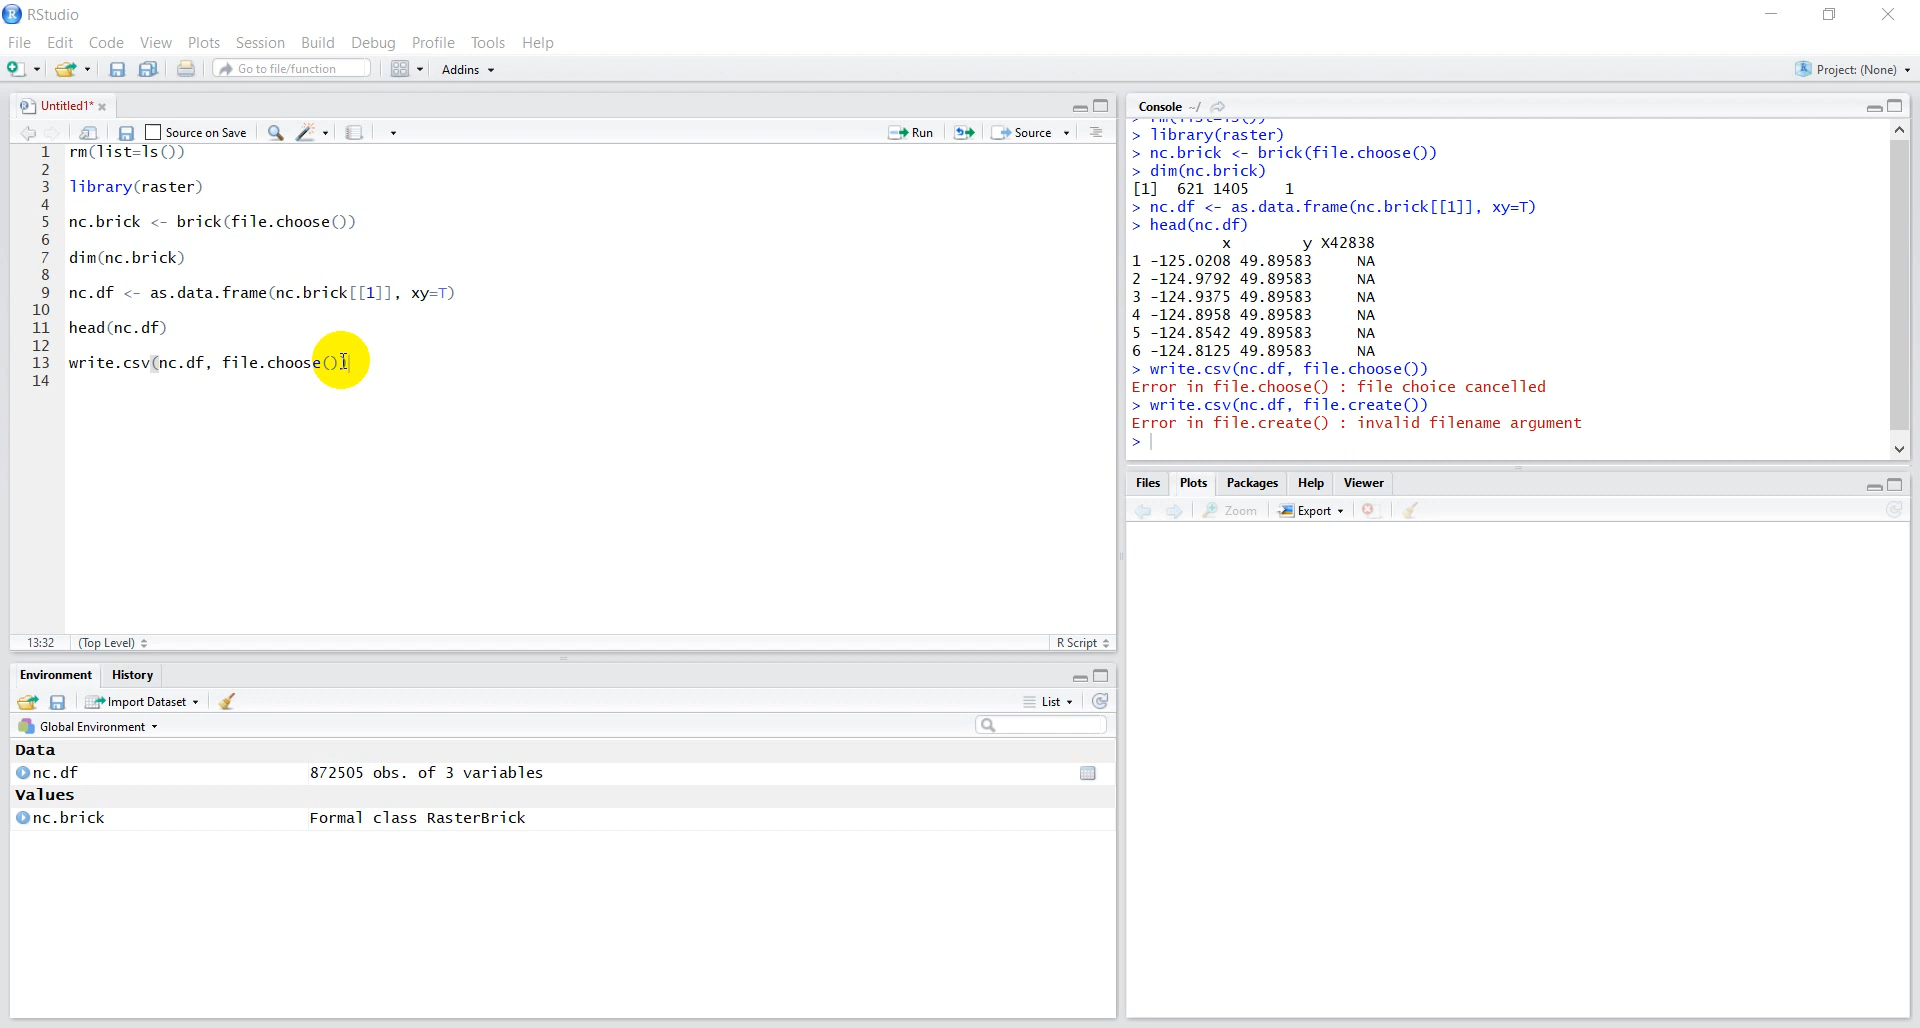 RStudio
File Edit Code View Plots Session Build Debug Profile Tools Help
Go to file/function Addins Project: (None)
Untitled1*
Source on Save Run Source
1 rm(list=ls())
2
3 library(raster)
4
5 nc.brick <- brick(file.choose())
6
7 dim(nc.brick)
8
9 nc.df <- as.data.frame(nc.brick[[1]], xy=T)
10
11 head(nc.df)
12
13 write.csv(nc.df, file.choose())
14
13:32 (Top Level) R Script
Environment History
Import Dataset List
Global Environment
Data
nc.df 872505 obs. of 3 variables
Values
nc.brick Formal class RasterBrick
Console ~/
> rm(list=ls())
> library(raster)
> nc.brick <- brick(file.choose())
> dim(nc.brick)
[1] 621 1405 1
> nc.df <- as.data.frame(nc.brick[[1]], xy=T)
> head(nc.df)
x y X42838
1 -125.0208 49.89583 NA
2 -124.9792 49.89583 NA
3 -124.9375 49.89583 NA
4 -124.8958 49.89583 NA
5 -124.8542 49.89583 NA
6 -124.8125 49.89583 NA
> write.csv(nc.df, file.choose())
Error in file.choose() : file choice cancelled
> write.csv(nc.df, file.create())
Error in file.create() : invalid filename argument
>
Files Plots Packages Help Viewer
Zoom Export